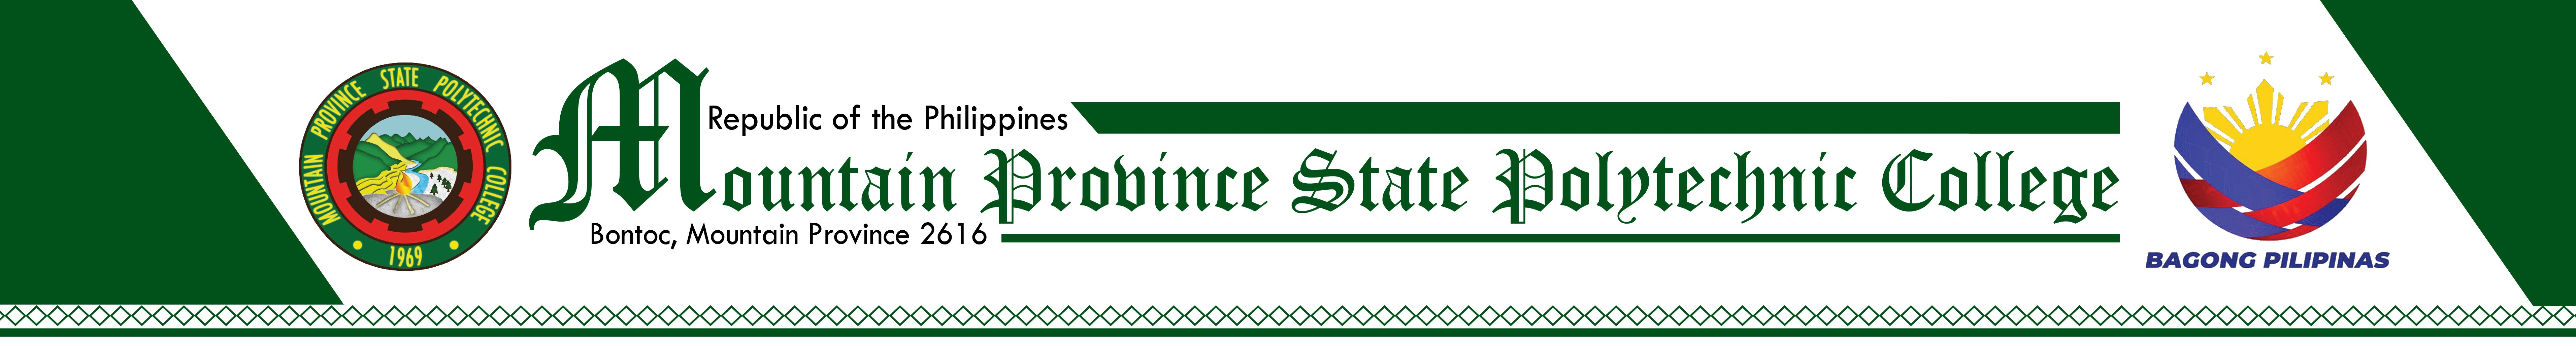 MOUNTAIN PROVINCE STATE POLYTECHNIC COLLEGE
1969
Republic of the Philippines
Mountain Province State Polytechnic College
Bontoc, Mountain Province 2616
BAGONG PILIPINAS